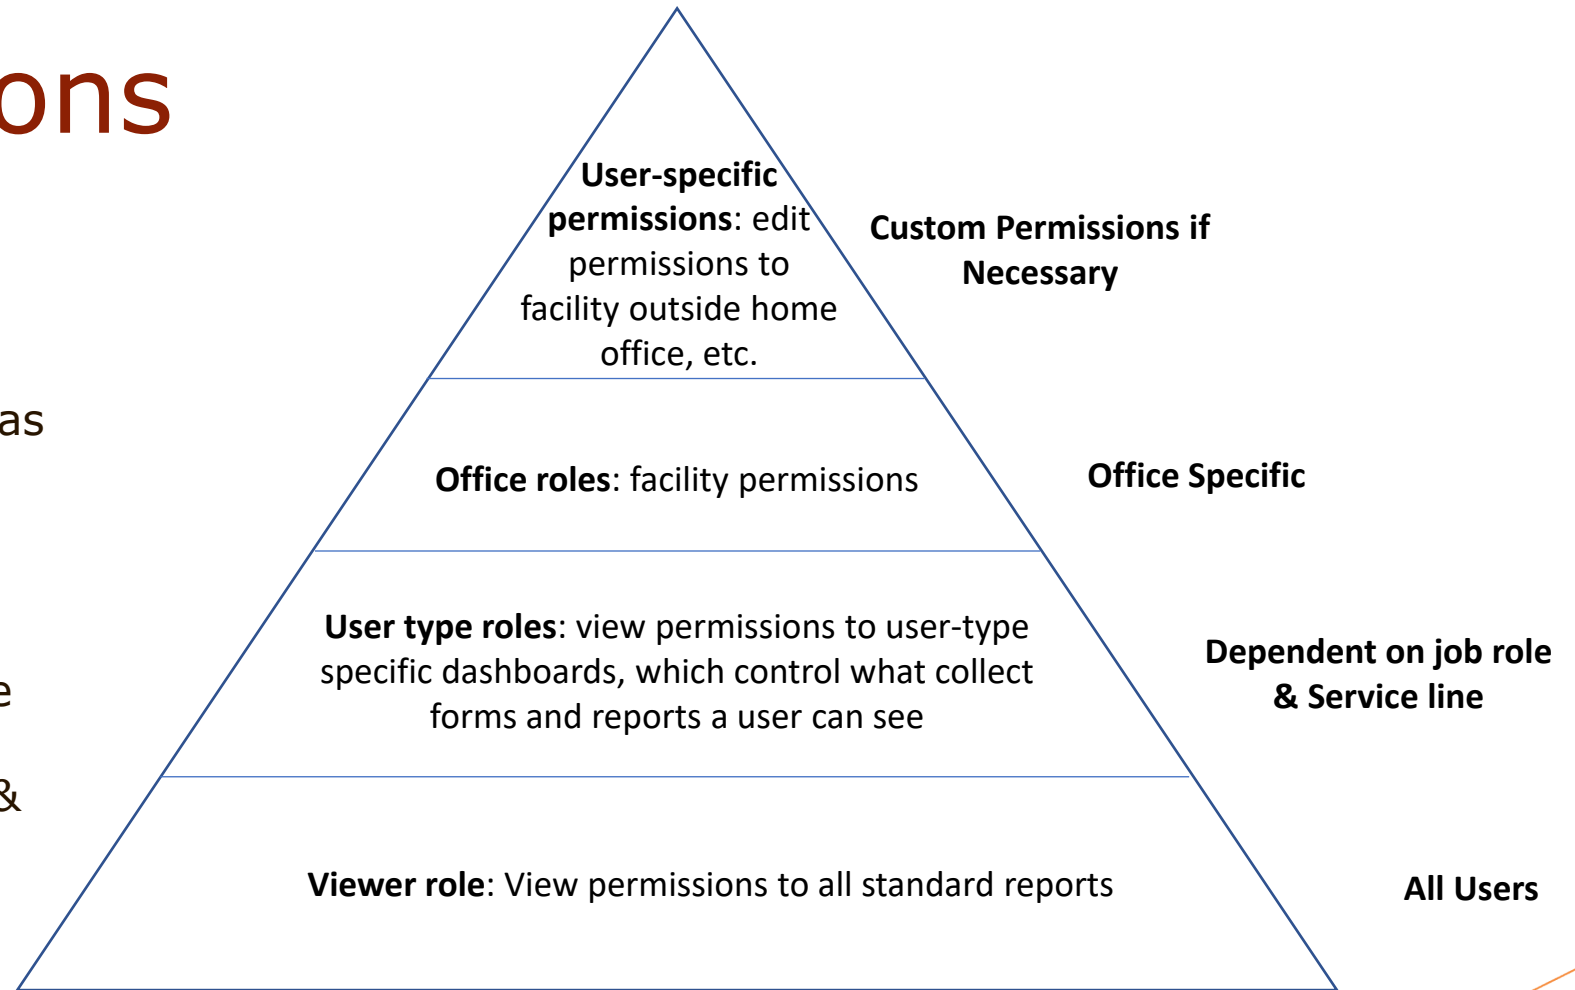 ons
as
e
&
User-specific
permissions: edit
permissions to
facility outside home
office, etc.
Custom Permissions if
Necessary
Office roles: facility permissions
Office Specific
User type roles: view permissions to user-type
specific dashboards, which control what collect
forms and reports a user can see
Dependent on job role
& Service line
Viewer role: View permissions to all standard reports
All Users